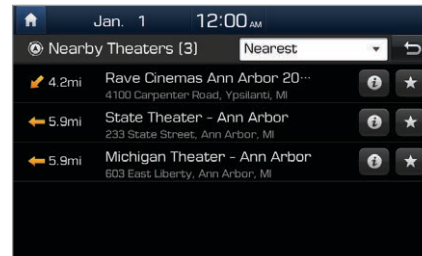 Jan. 1 12:00 AM
Nearby Theaters (3) Nearest
4.2mi Rave Cinemas Ann Arbor 20···
4100 Carpenter Road, Ypsilanti, MI
5.9mi State Theater - Ann Arbor
233 State Street, Ann Arbor, MI
5.9mi Michigan Theater - Ann Arbor
603 East Liberty, Ann Arbor, MI